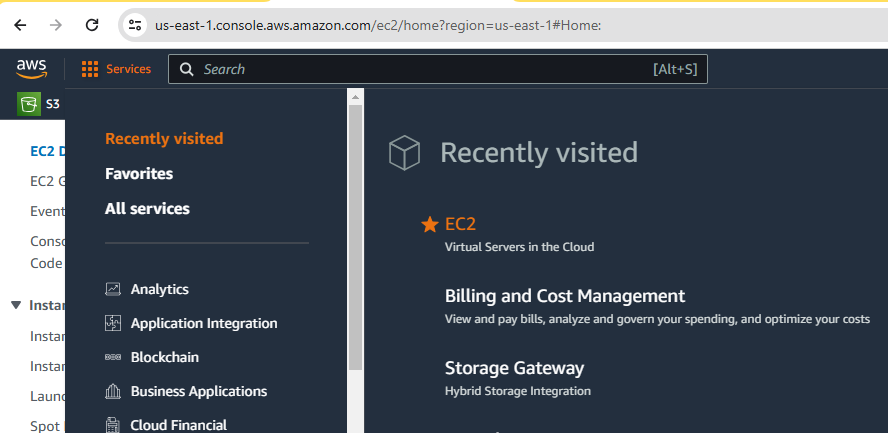 us-east-1.console.aws.amazon.com/ec2/home?region=us-east-1#Home:
aws
Services
Search
[Alt+S]
S3
EC2 D
EC2 G
Event
Conso
Code
Instan
Instan
Instan
Laun
Spot
Recently visited
Favorites
All services
Analytics
Application Integration
Blockchain
Business Applications
Cloud Financial
Recently visited
EC2
Virtual Servers in the Cloud
Billing and Cost Management
View and pay bills, analyze and govern your spending, and optimize your costs
Storage Gateway
Hybrid Storage Integration